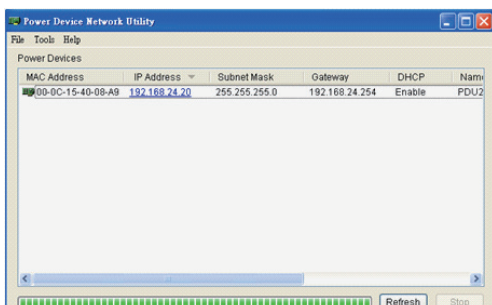 Power Device Network Utility
File Tools Help
Power Devices
MAC Address IP Address Subnet Mask Gateway DHCP
00-0C-15-40-08-A9 192.168.24.20 255.255.255.0 192.168.24.254 Enable PDU2
Refresh Stop